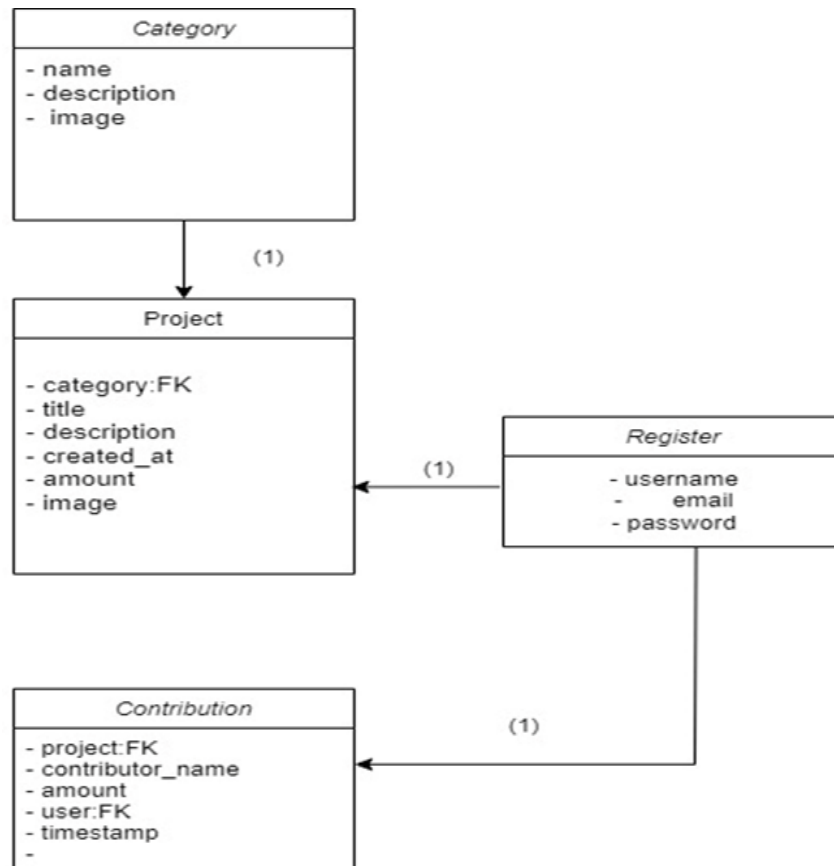 Category
- name
- description
- image
(1)
Project
- category:FK
- title
- description
- created_at
- amount
- image
(1)
Register
- username
- email
- password
(1)
Contribution
- project:FK
- contributor_name
- amount
- user:FK
- timestamp
-